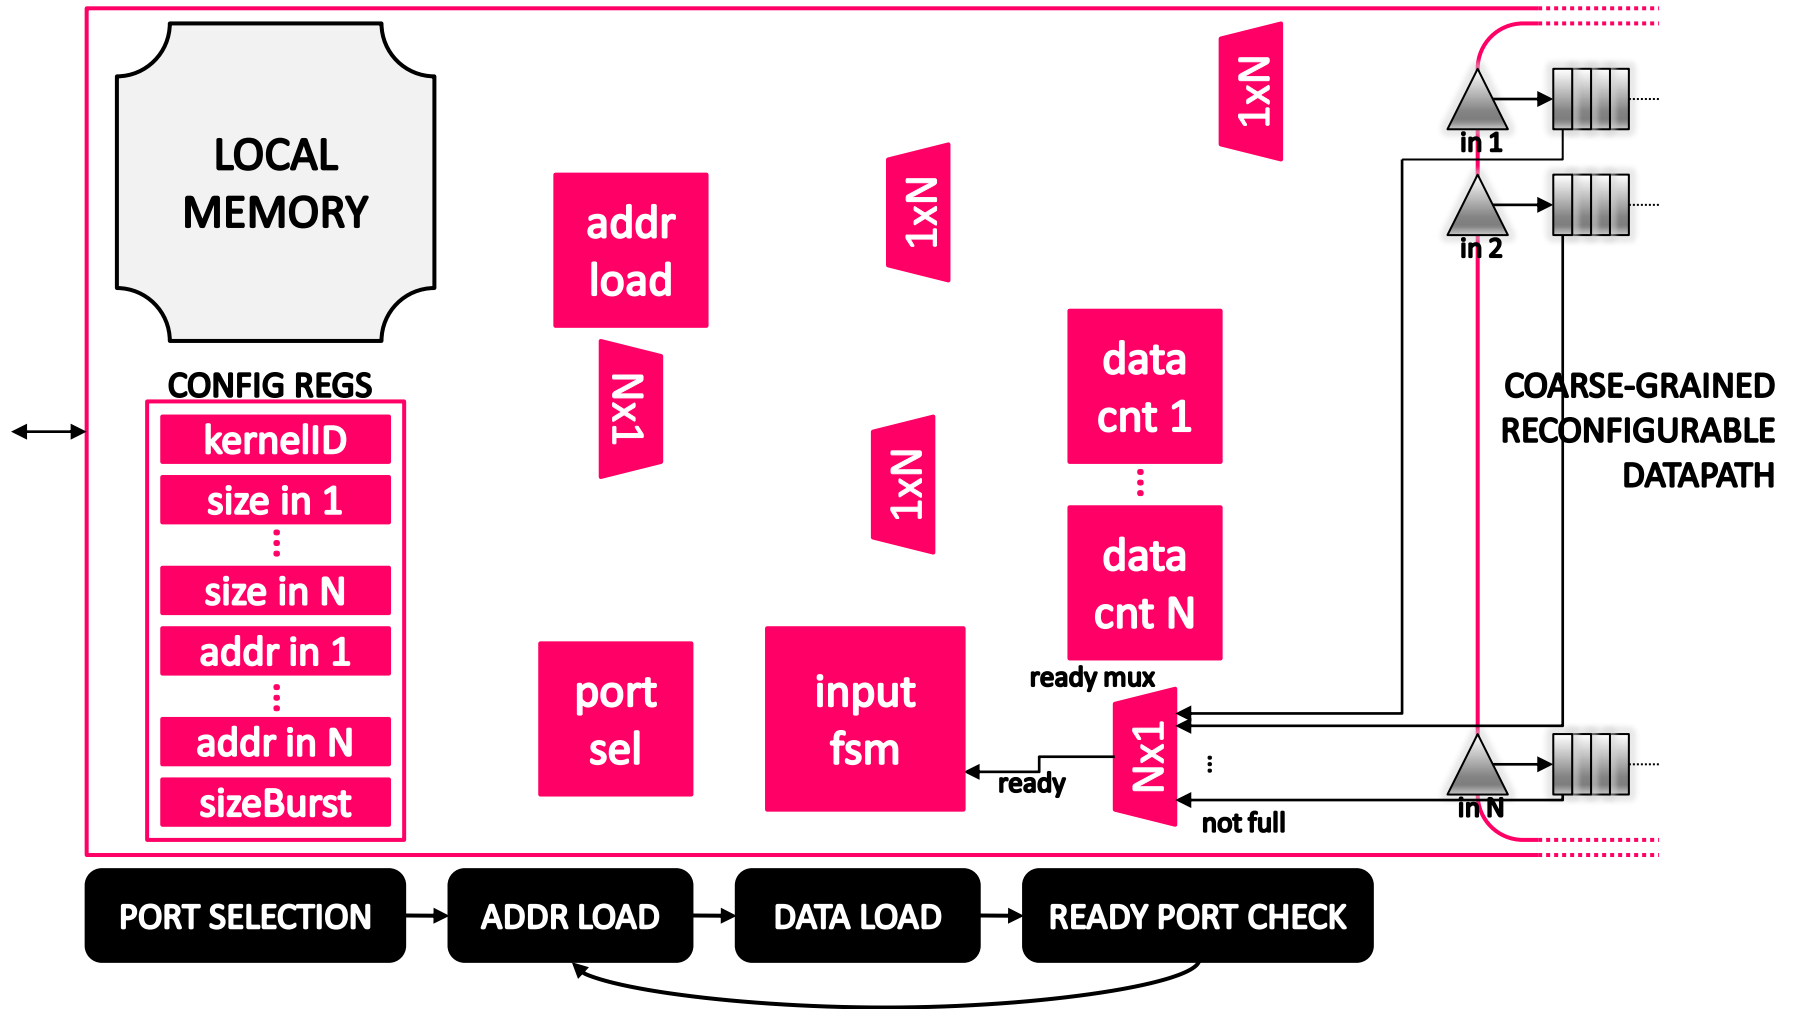 LOCAL
MEMORY
CONFIG REGS
kernelID
size in 1
size in N
addr in 1
addr in N
sizeBurst
addr
load
Nx1
port
sel
1xN
1xN
input
fsm
1xN
data
cnt 1
data
cnt N
ready mux
Nx1
...
ready
not full
in 1
in 2
in N
COARSE-GRAINED
RECONFIGURABLE
DATAPATH
PORT SELECTION
ADDR LOAD
DATA LOAD
READY PORT CHECK